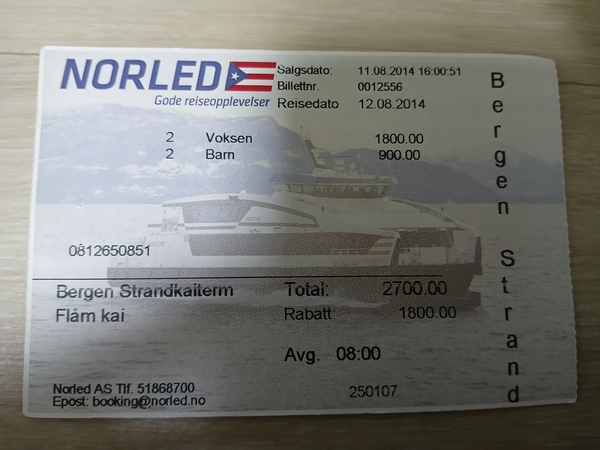 NORLED
Gode reiseopplevelser
Salgsdato: 11.08.2014 16:00:51
Billettnr. 0012556
Reisedato 12.08.2014
2 Voksen 1800.00
2 Barn 900.00
0812650851
Bergen Strandkaiterm Total: 2700.00
Flåm kai Rabatt: 1800.00
Avg. 08:00
Norled AS Tlf. 51868700
Epost: booking@norled.no
250107
Bergen Strand